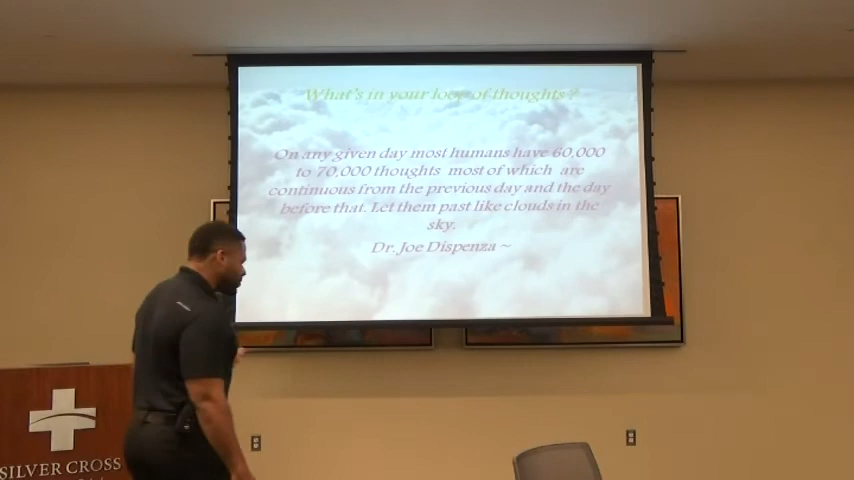 What's in your loop of thoughts?
On any given day most humans have 60,000
to 70,000 thoughts most of which are
continuous from the previous day and the day
before that. Let them past like clouds in the
sky.
Dr. Joe Dispenza ~
SILVER CROSS